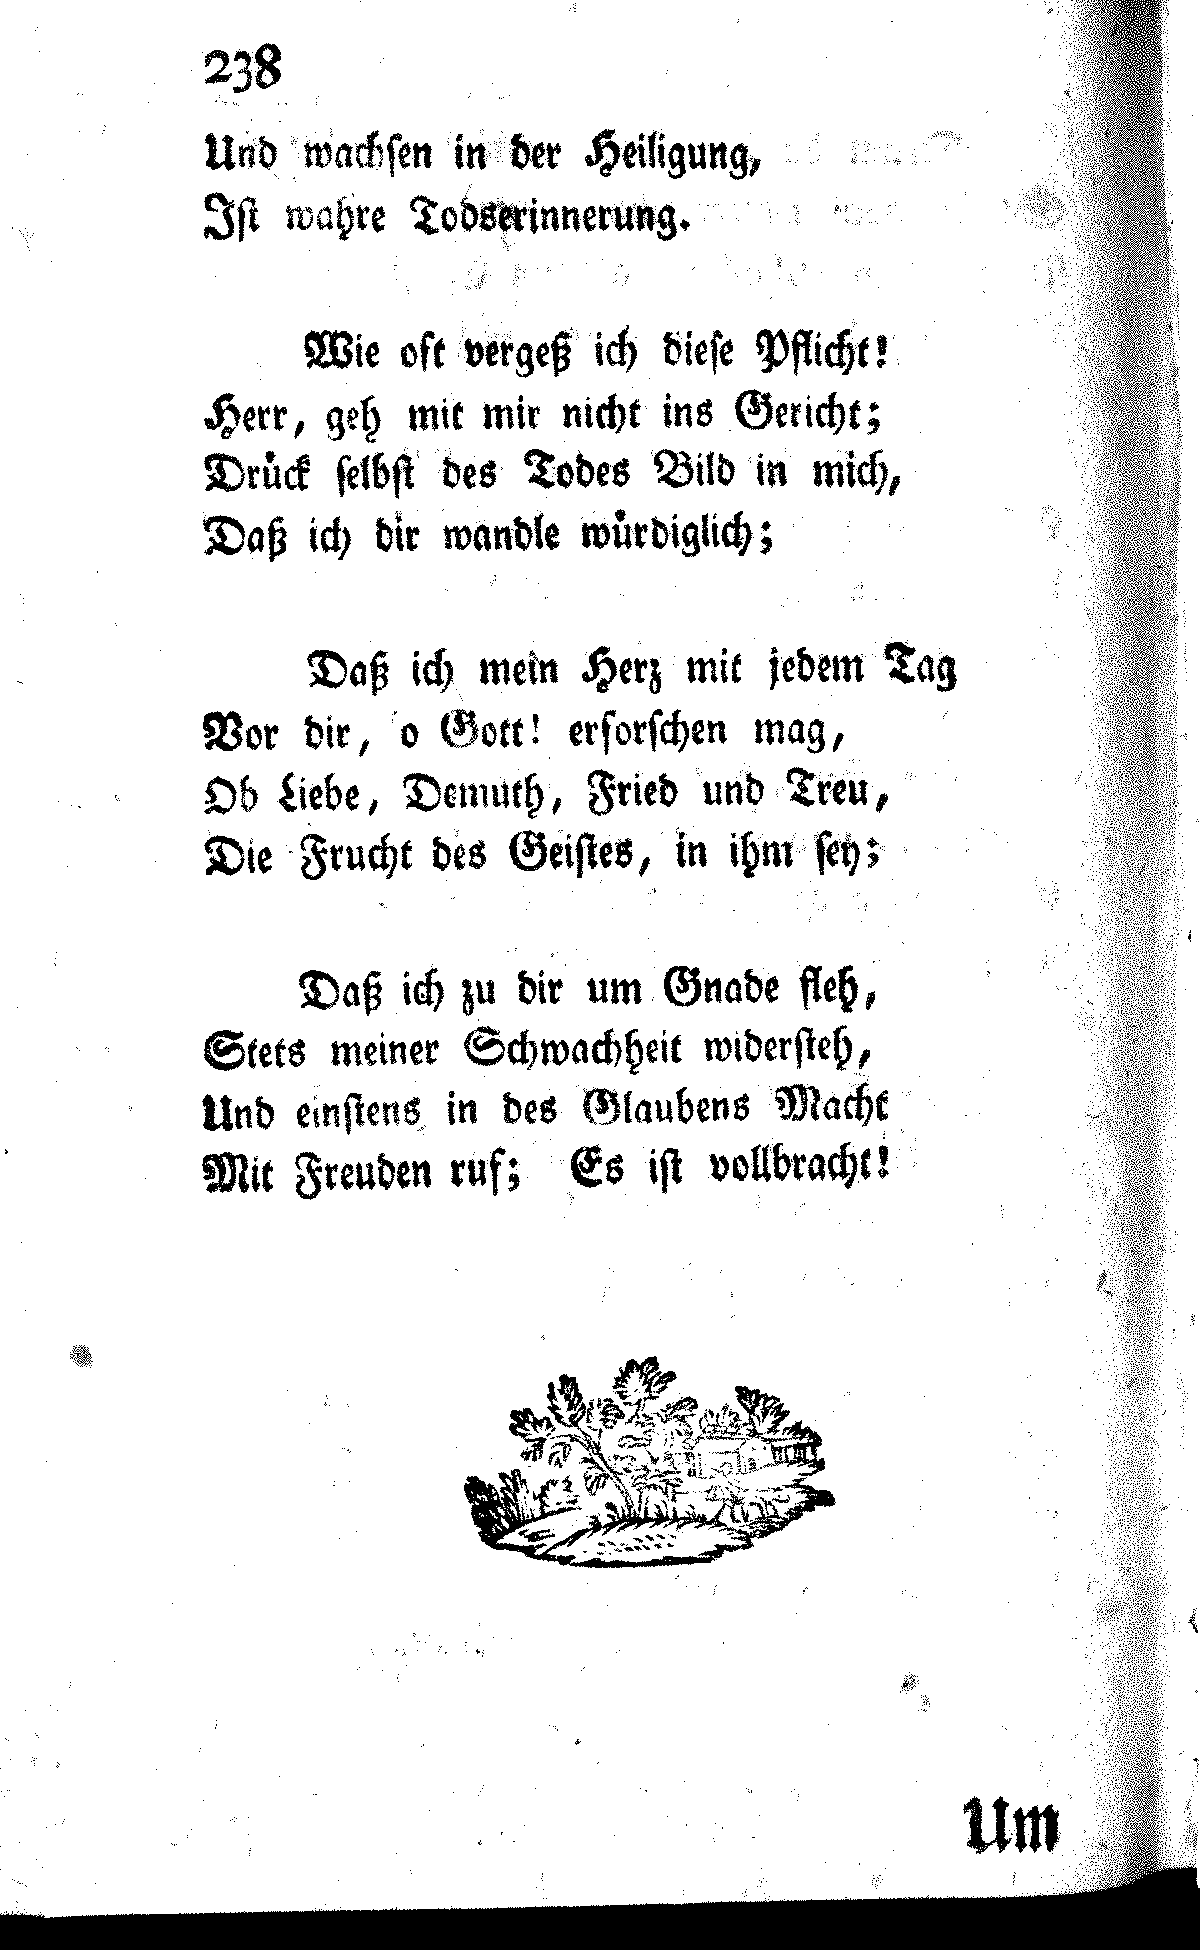 238
Und wachſen in der Heiligung,
Iſt wahre Todserinnerung.
Wie oft vergeß ich dieſe Pflicht!
Herr, geh mit mir nicht ins Gericht;
Druͤck ſelbſt des Todes Bild in mich,
Daß ich dir wandle wuͤrdiglich;
Daß ich mein Herz mit jedem Tag
Vor dir, o Gott! erforſchen mag,
Ob Liebe, Demuth, Fried und Treu,
Die Frucht des Geiſtes, in ihm ſey;
Daß ich zu dir um Gnade fleh,
Stets meiner Schwachheit widerſteh,
Und einſtens in des Glaubens Macht
Mit Freuden ruf; Es iſt vollbracht!
Um